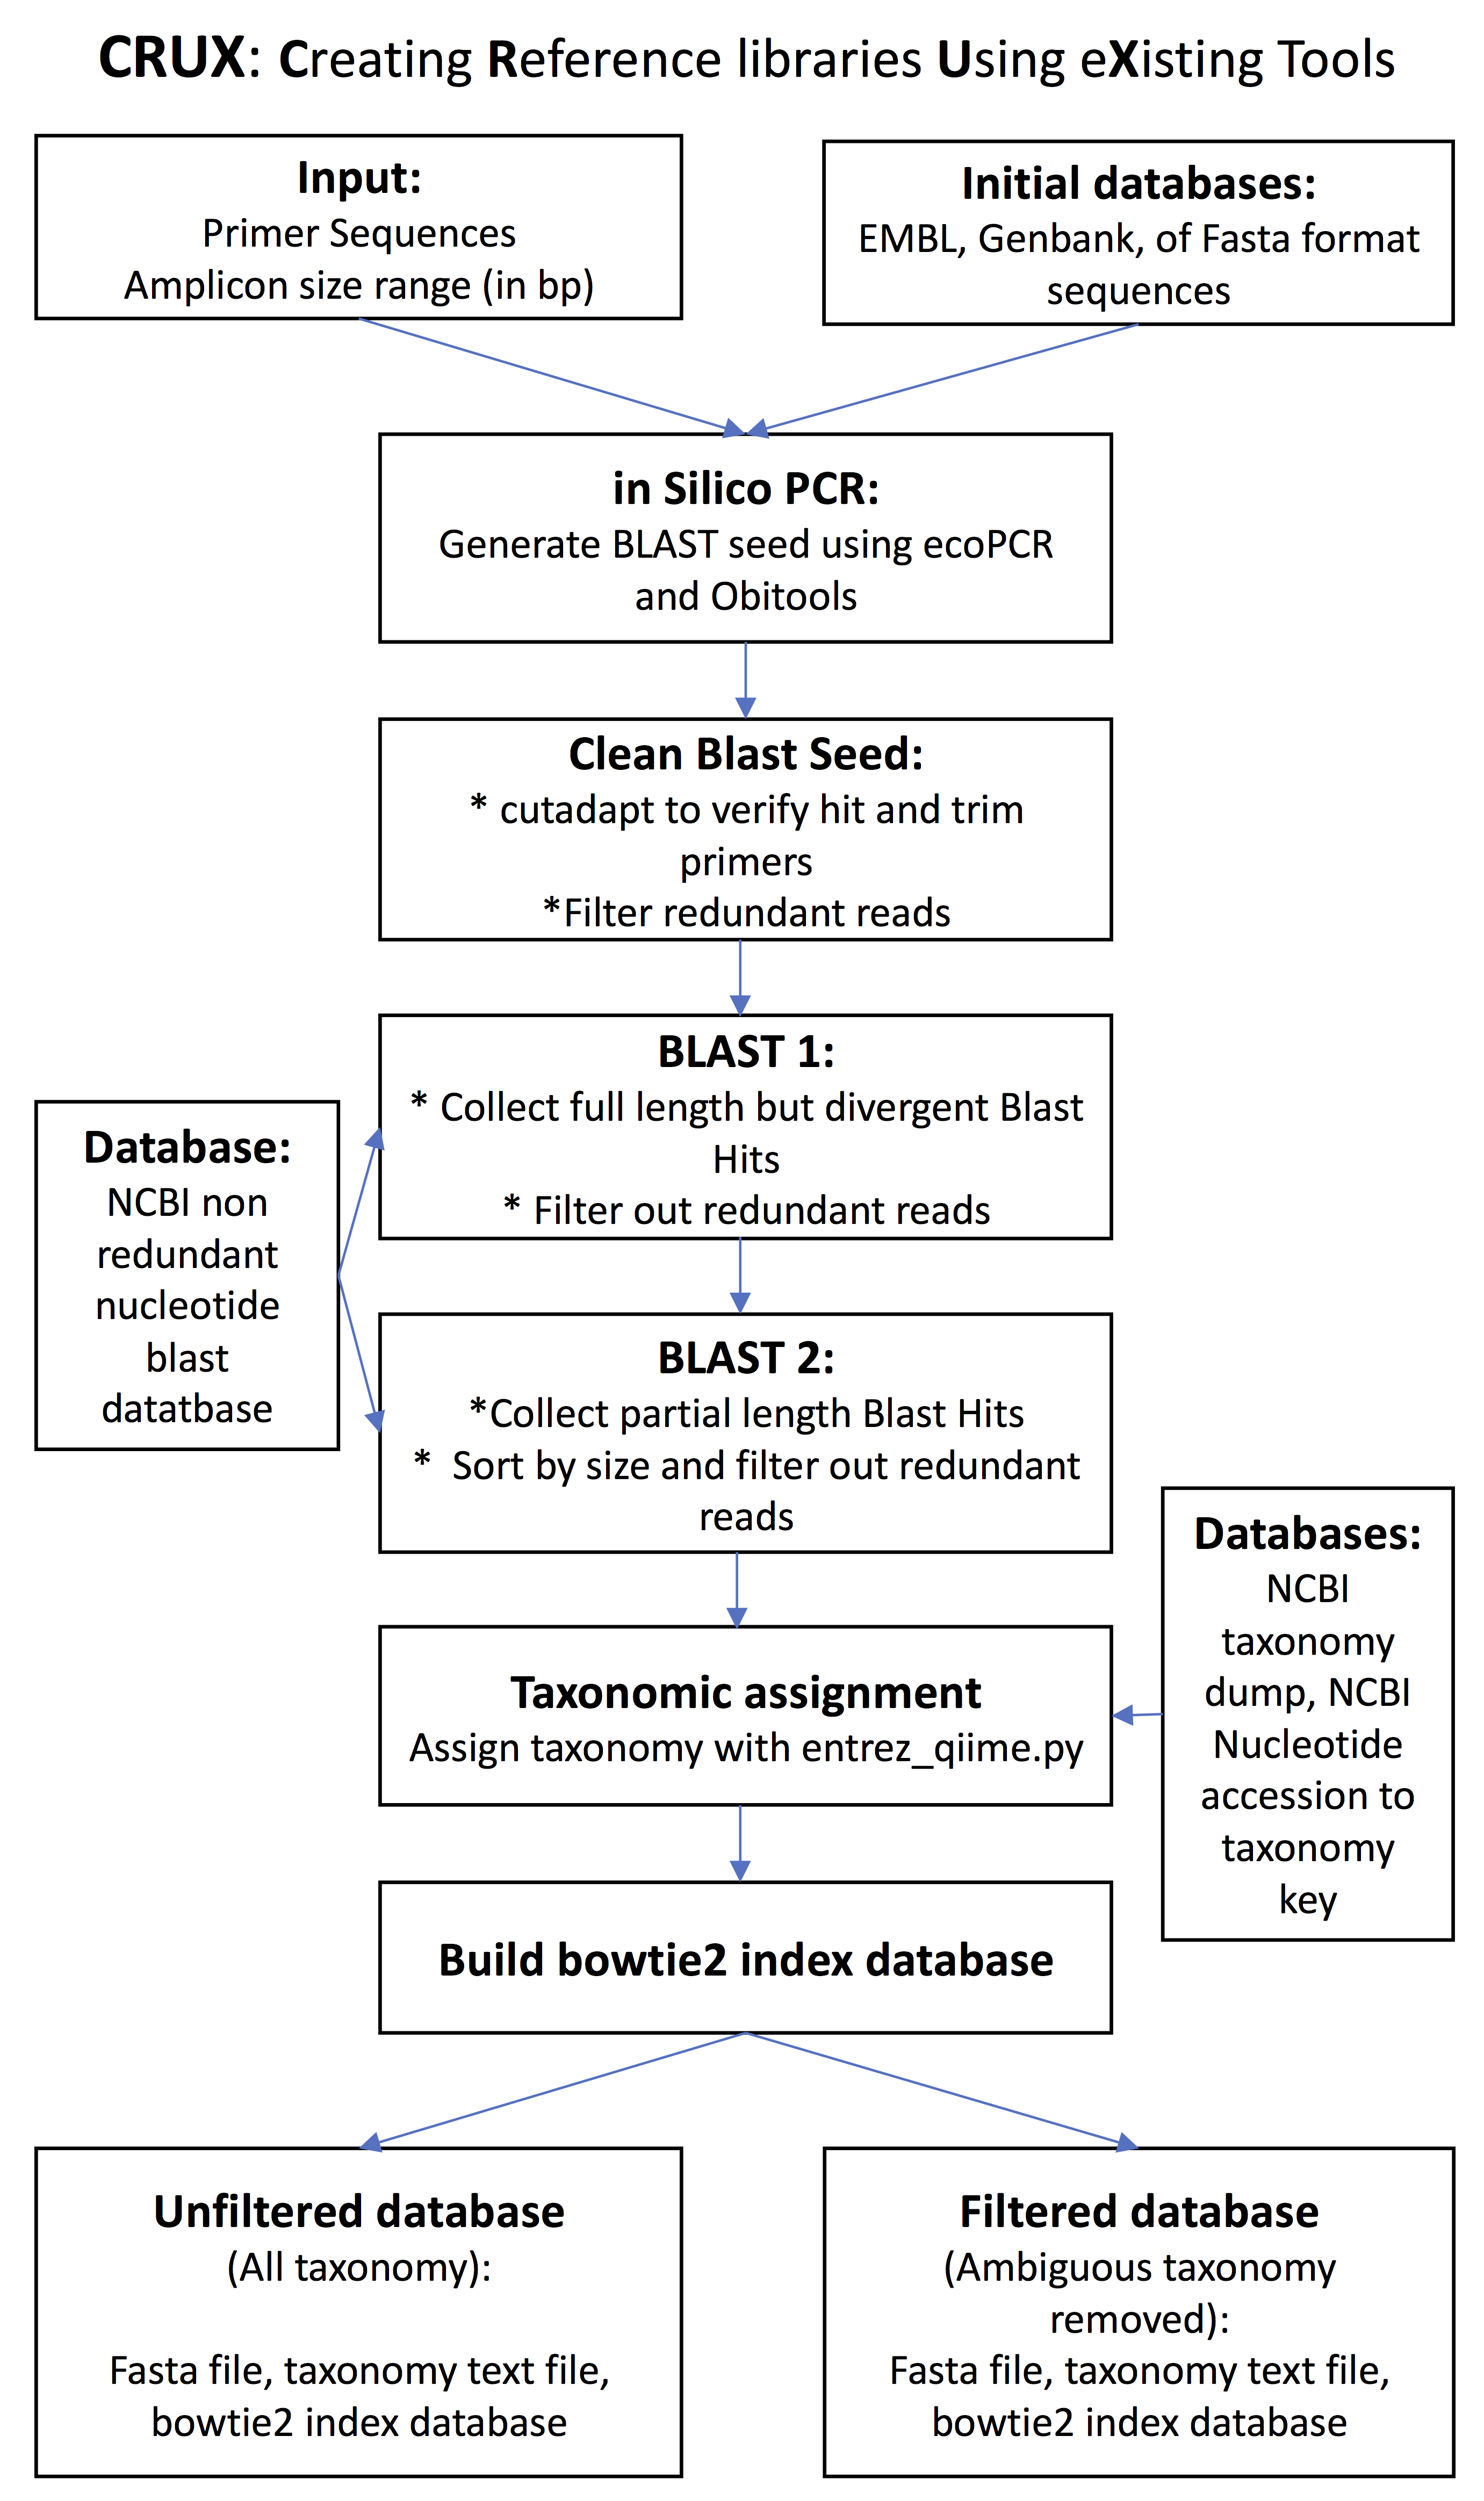 CRUX: Creating Reference libraries Using eXisting Tools
Input:
Primer Sequences
Amplicon size range (in bp)
Initial databases:
EMBL, Genbank, of Fasta format
sequences
in Silico PCR:
Generate BLAST seed using ecoPCR
and Obitools
Clean Blast Seed:
* cutadapt to verify hit and trim
primers
*Filter redundant reads
BLAST 1:
* Collect full length but divergent Blast
Hits
* Filter out redundant reads
Database:
NCBI non
redundant
nucleotide
blast
datatbase
BLAST 2:
*Collect partial length Blast Hits
* Sort by size and filter out redundant
reads
Databases:
NCBI
taxonomy
dump, NCBI
Nucleotide
accession to
taxonomy
key
Taxonomic assignment
Assign taxonomy with entrez_qiime.py
Build bowtie2 index database
Unfiltered database
(All taxonomy):
Fasta file, taxonomy text file,
bowtie2 index database
Filtered database
(Ambiguous taxonomy
removed):
Fasta file, taxonomy text file,
bowtie2 index database